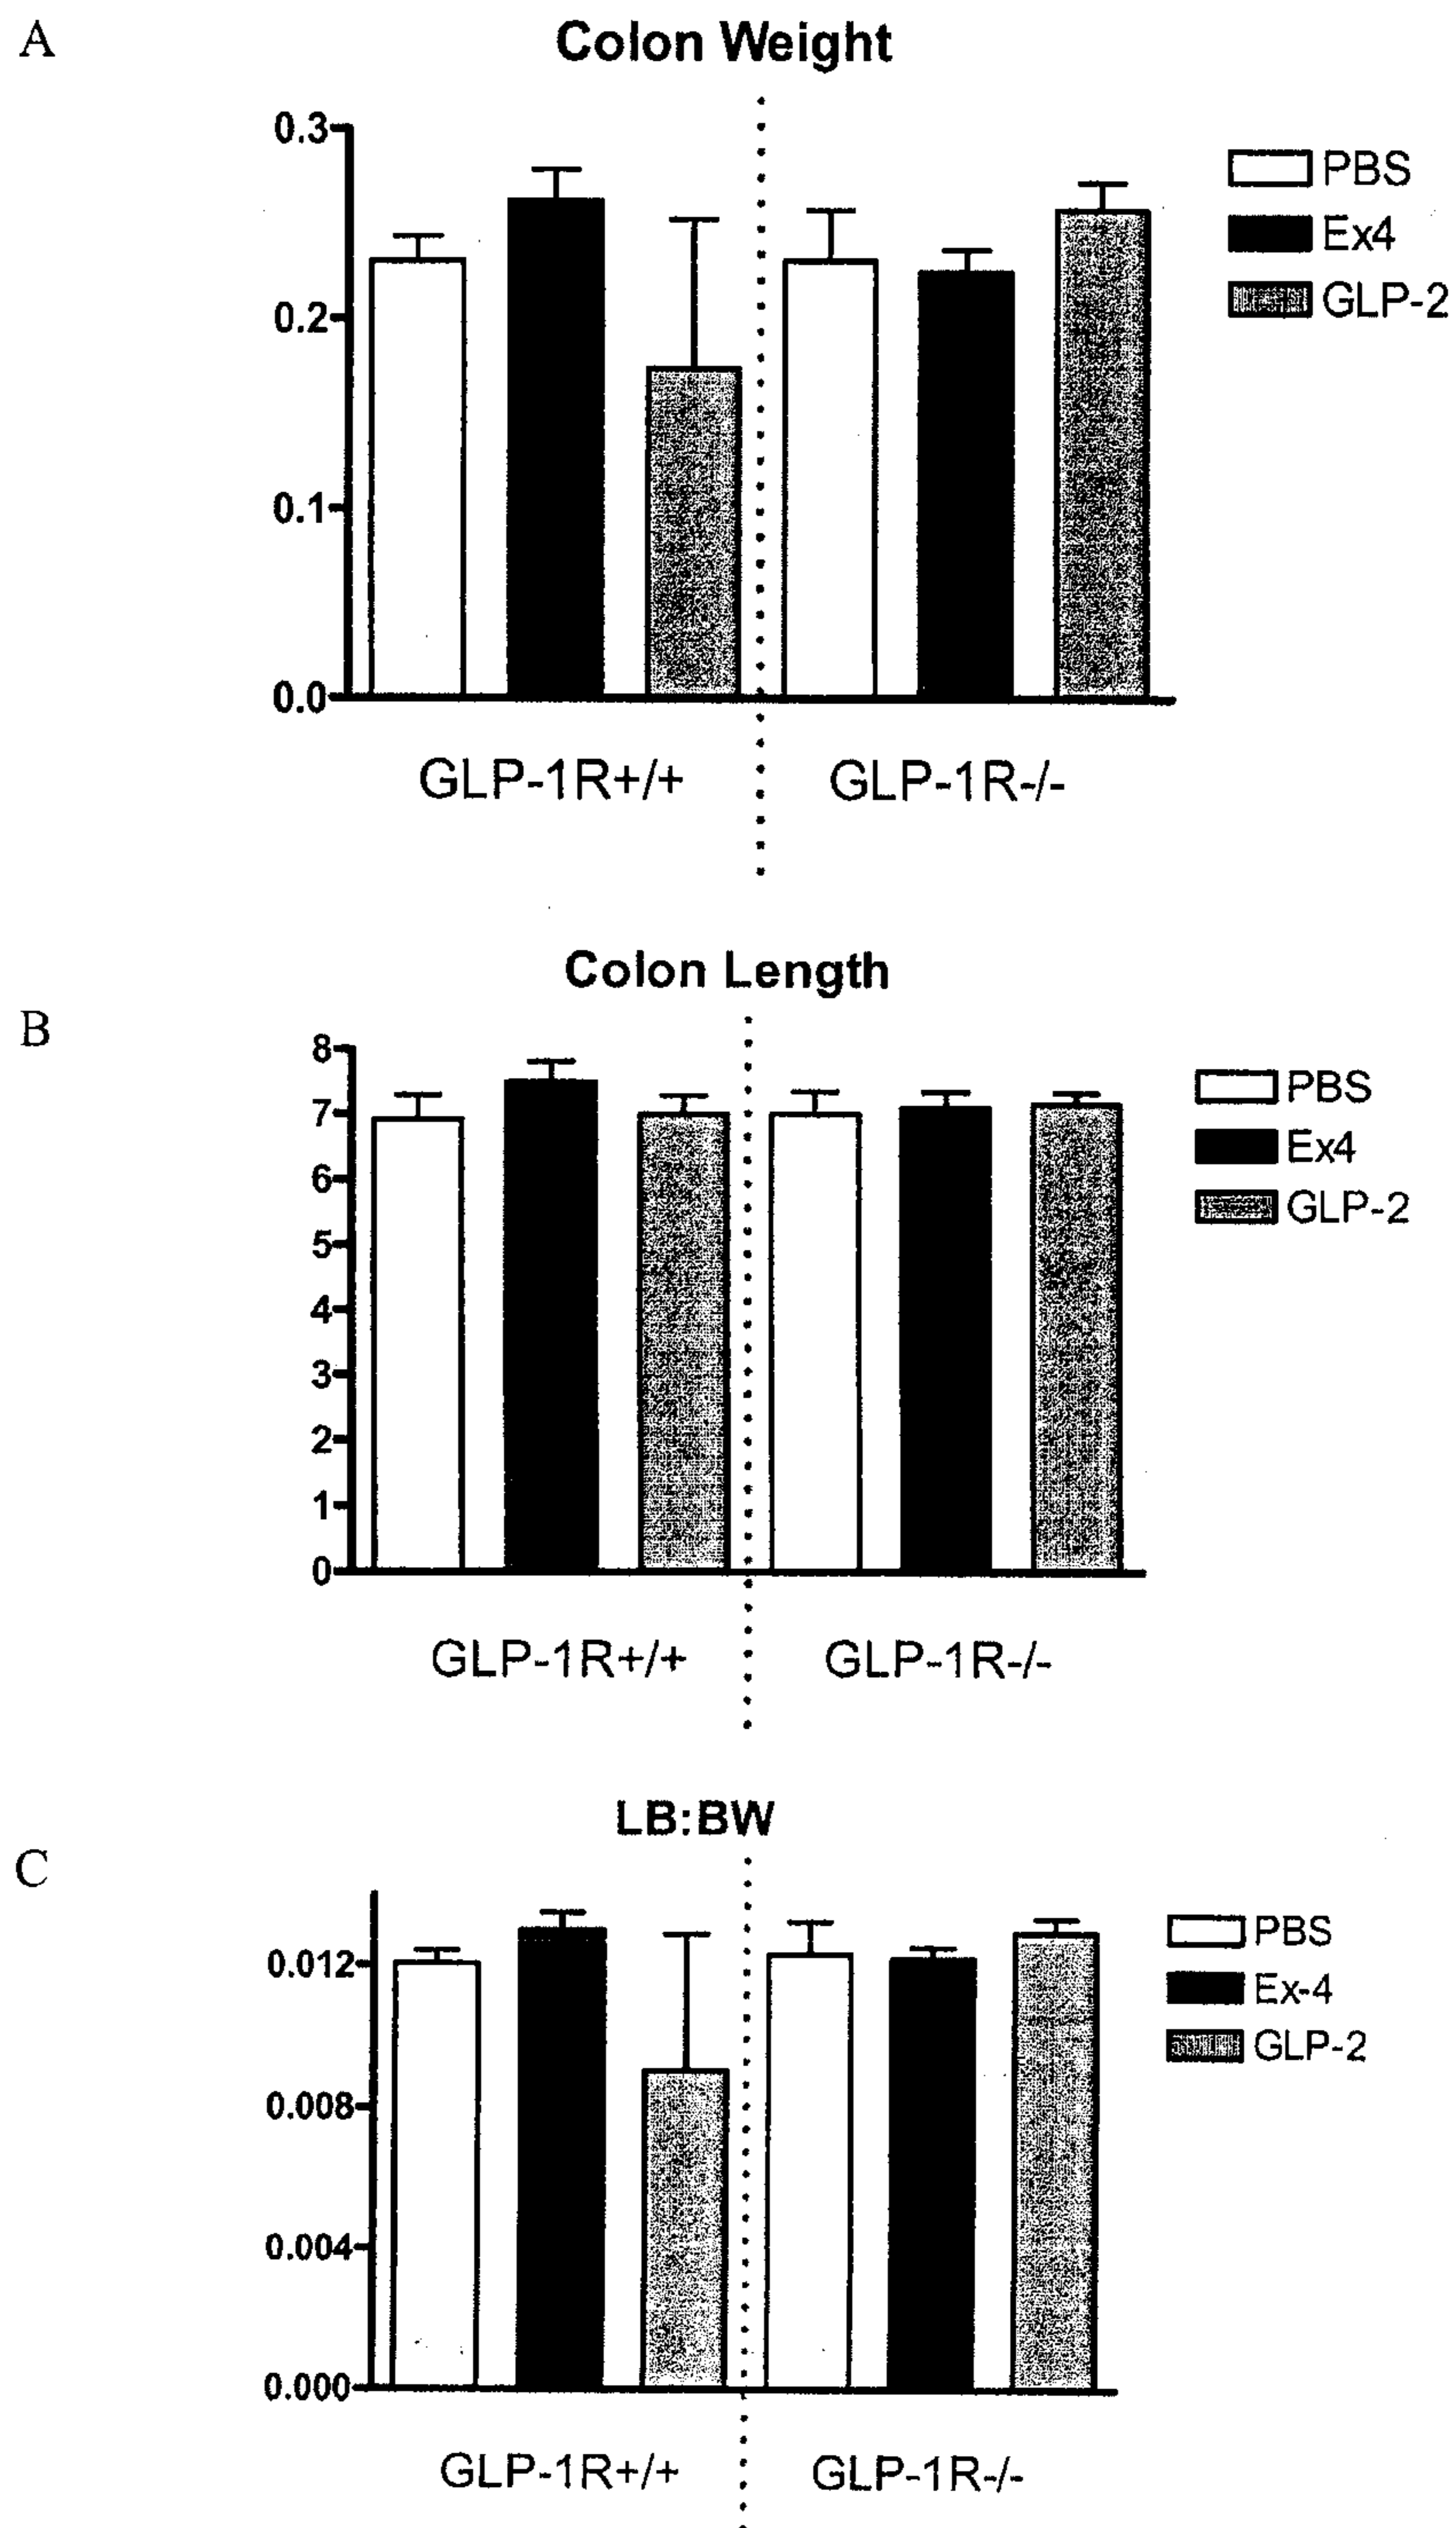 A
Colon Weight
0.3
0.2
0.1
0.0
PBS
Ex4
GLP-2
GLP-1R+/+
GLP-1R-/-
Colon Length
B
8
7
6
5
4
3
2
1
0
PBS
Ex4
GLP-2
GLP-1R+/+
GLP-1R-/-
LB:BW
C
0.012
0.008
0.004
0.000
PBS
Ex-4
GLP-2
GLP-1R+/+
GLP-1R-/-